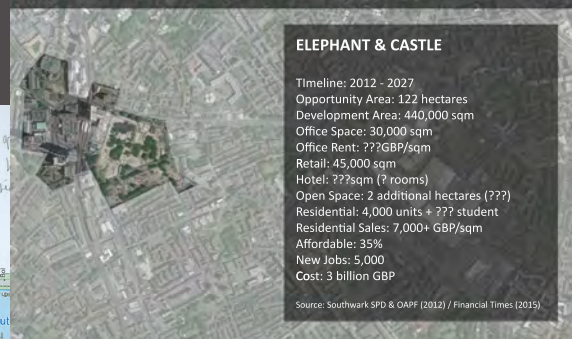 ELEPHANT & CASTLE
TImeline: 2012 - 2027
Opportunity Area: 122 hectares
Development Area: 440,000 sqm
Office Space: 30,000 sqm
Office Rent: ???GBP/sqm
Retail: 45,000 sqm
Hotel: ???sqm (? rooms)
Open Space: 2 additional hectares (???)
Residential: 4,000 units + ??? student
Residential Sales: 7,000+ GBP/sqm
Affordable: 35%
New Jobs: 5,000
Cost: 3 billion GBP
Source: Southwark SPD & OAPF (2012) / Financial Times (2015)